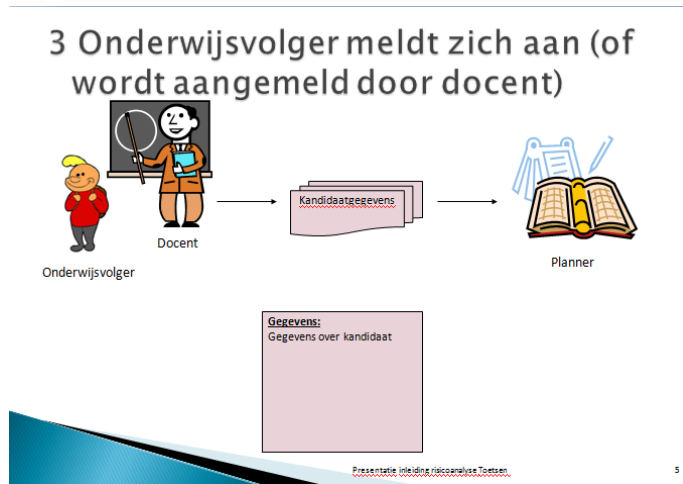 3 Onderwijsvolger meldt zich aan (of
wordt aangemeld door docent)
Kandidaatgegevens
Docent
Onderwijsvolger
Planner
Gegevens:
Gegevens over kandidaat
Presentatie inleiding risicoanalyse Toetsen
5